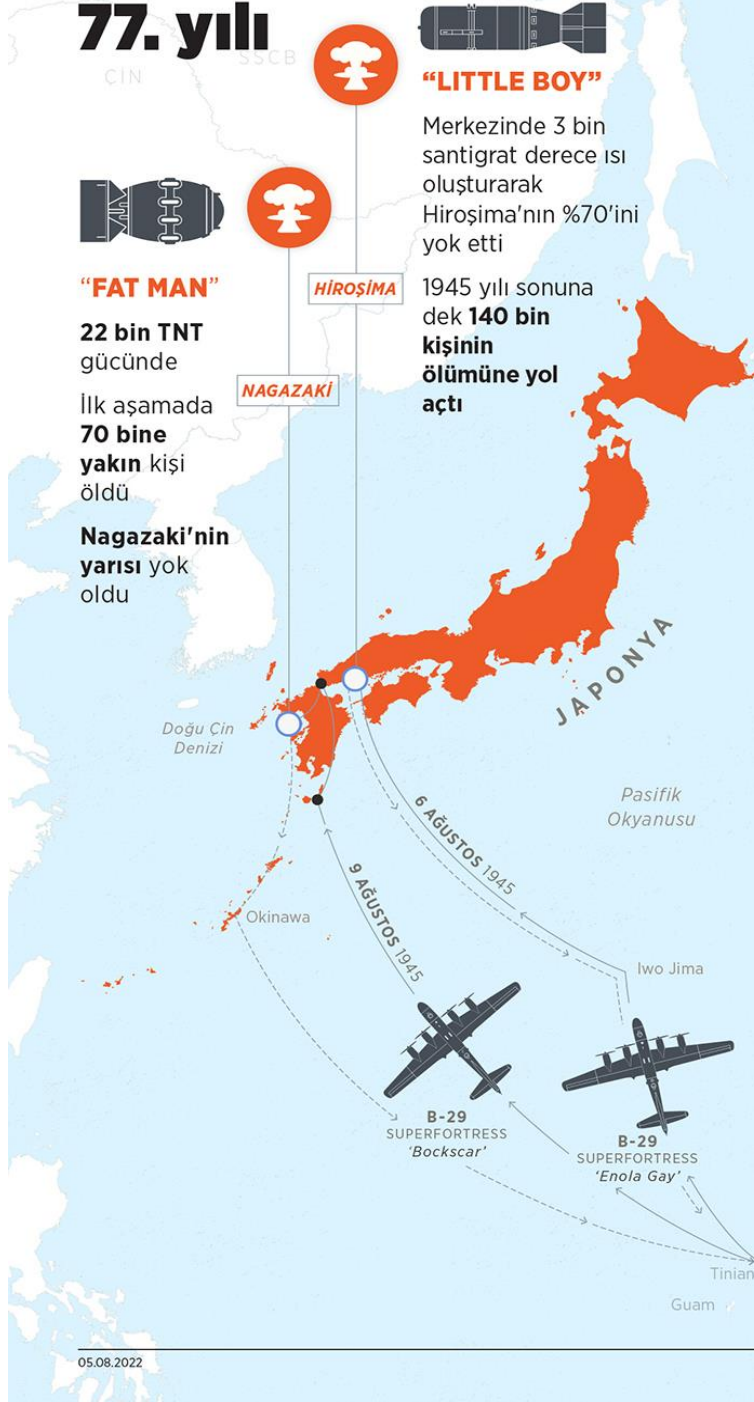 77. yılı
SSCB
ÇİN
“LITTLE BOY”
Merkezinde 3 bin
santigrat derece ısı
oluşturarak
Hiroşima'nın %70'ini
yok etti
1945 yılı sonuna
dek 140 bin
kişinin
ölümüne yol
açtı
HİROŞİMA
“FAT MAN”
22 bin TNT
gücünde
İlk aşamada
70 bine
yakın kişi
öldü
Nagazaki'nin
yarısı yok
oldu
NAGAZAKİ
JAPONYA
Doğu Çin
Denizi
Pasifik
Okyanusu
6 AĞUSTOS 1945
9 AĞUSTOS 1945
Okinawa
Iwo Jima
B-29
SUPERFORTRESS
‘Bockscar’
B-29
SUPERFORTRESS
‘Enola Gay’
Tinian
Guam
05.08.2022